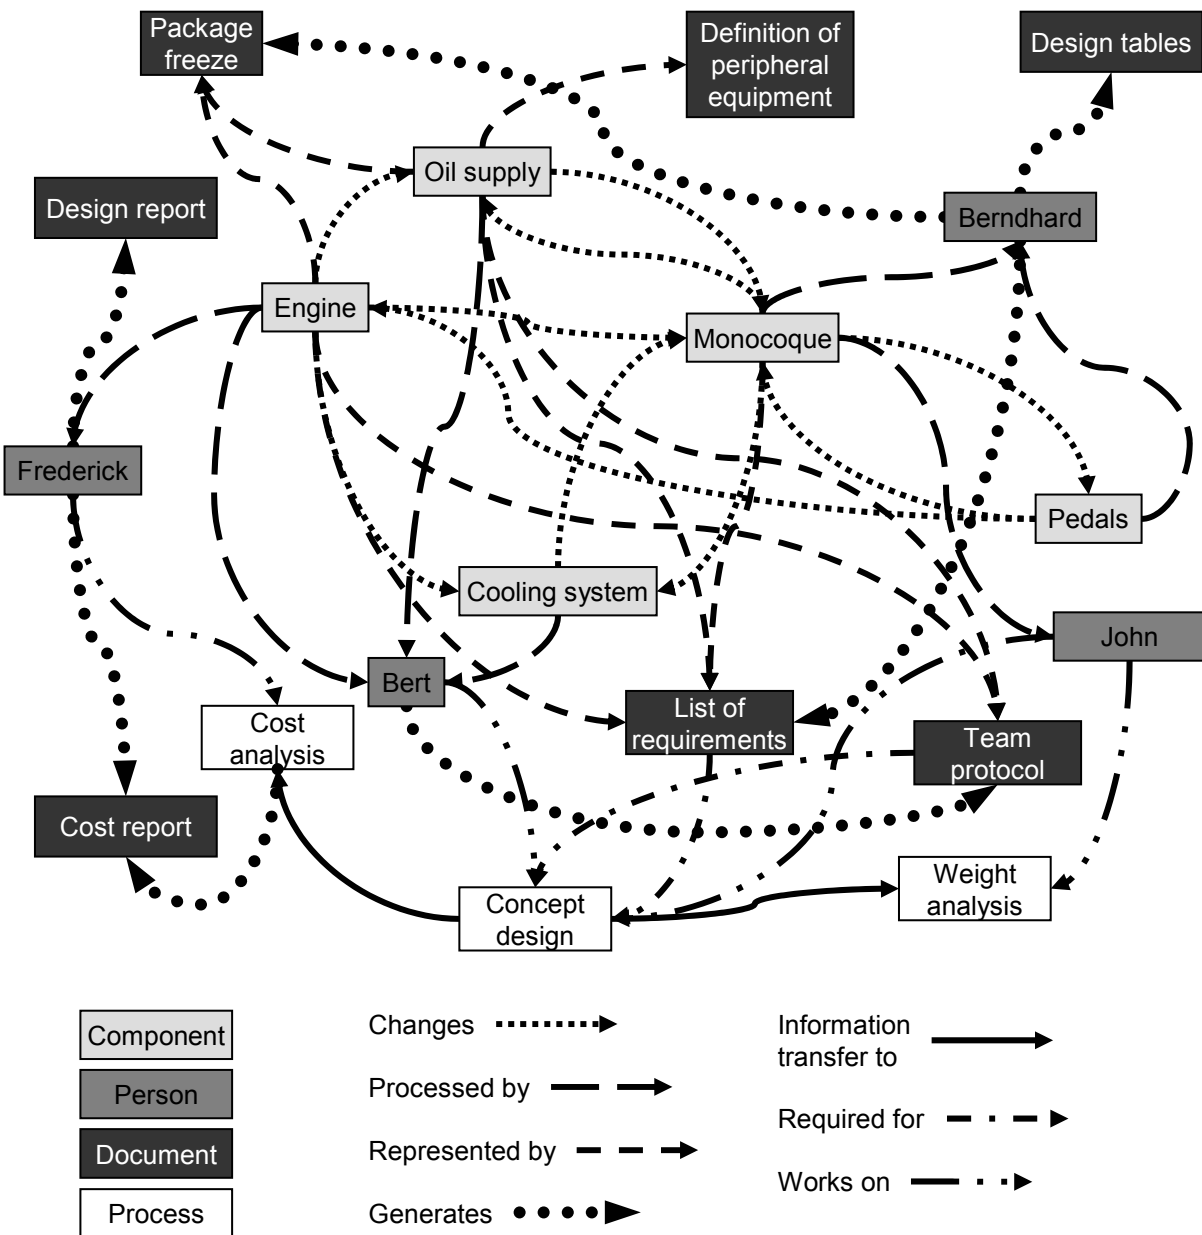 Package
freeze
Definition of
peripheral
equipment
Design tables
Oil supply
Design report
Berndhard
Engine
Monocoque
Frederick
Pedals
Cooling system
John
Bert
List of
requirements
Cost
analysis
Team
protocol
Cost report
Weight
analysis
Concept
design
Component
Changes
Information
transfer to
Person
Processed by
Required for
Document
Represented by
Works on
Process
Generates